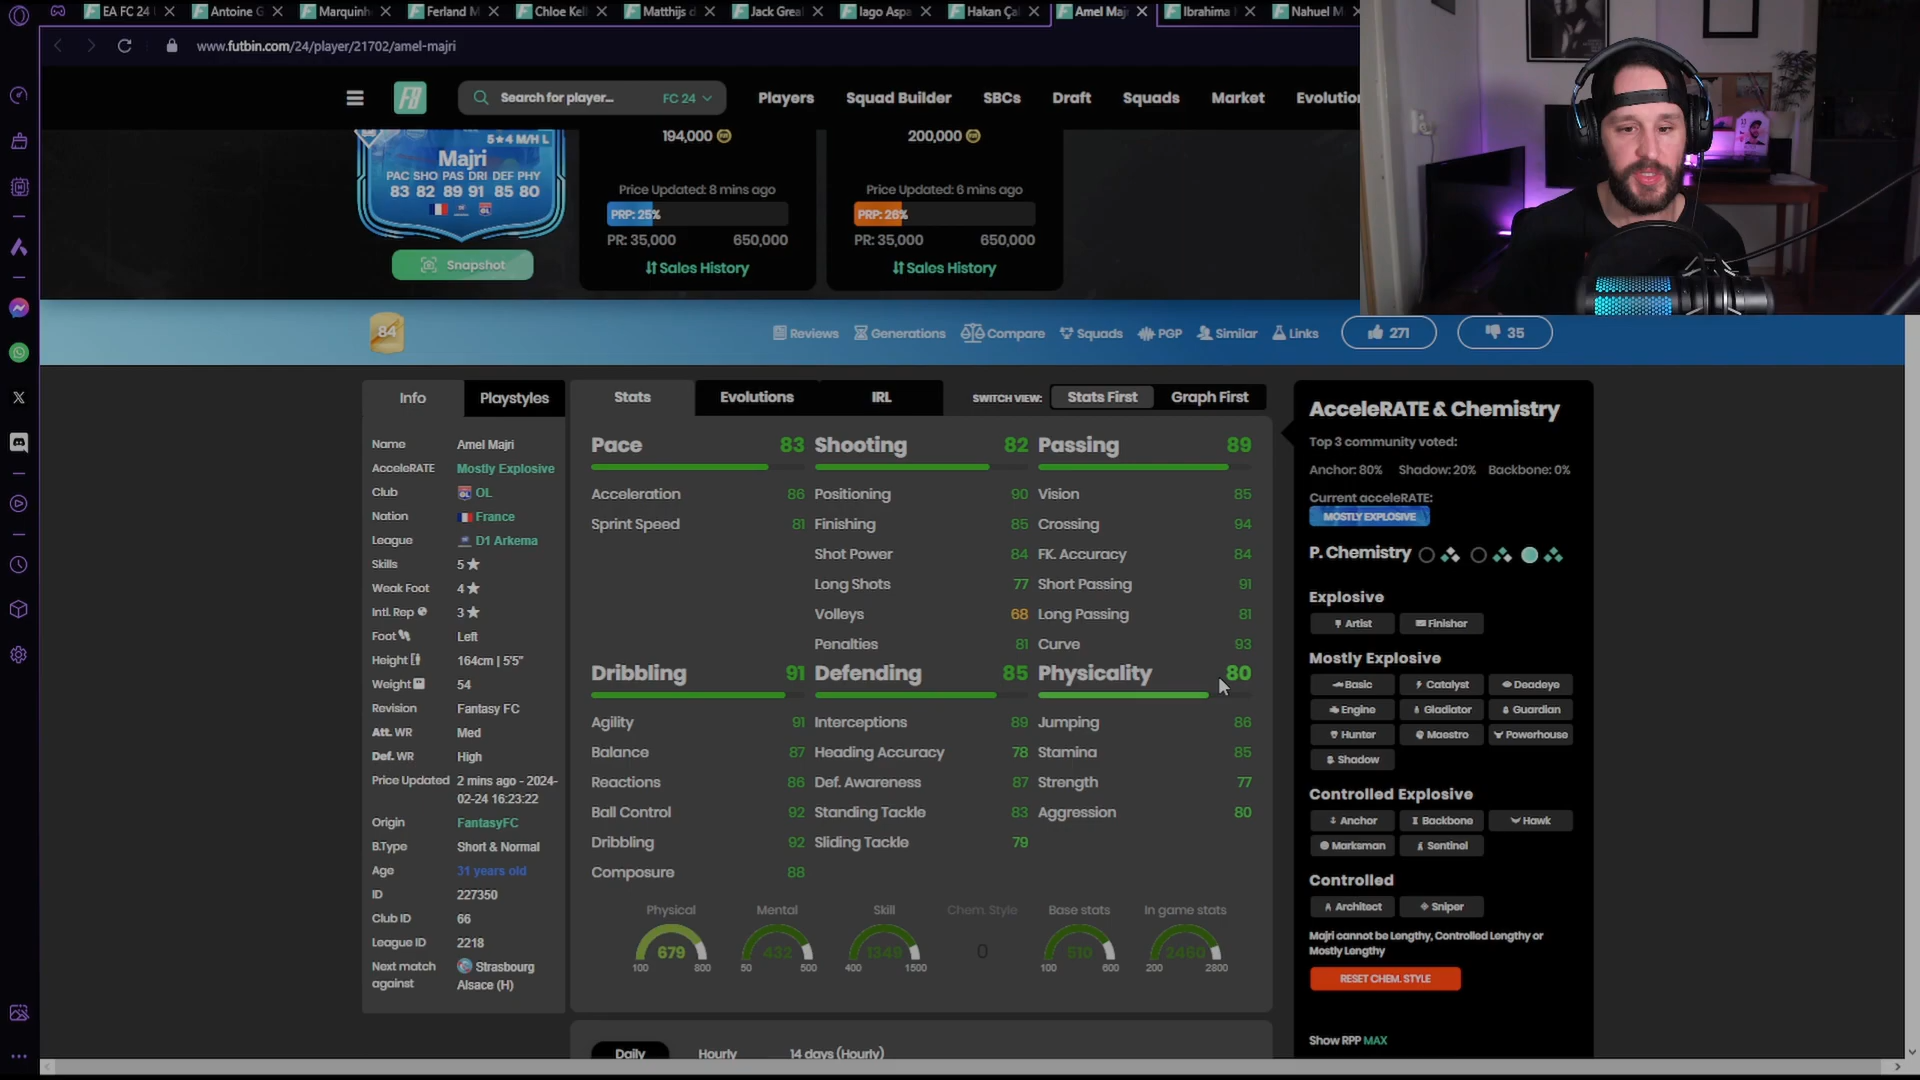 EA FC 24
Antoine G
Marquinh
Ferland M
Chloe Kel
Matthijs d
Jack Grea
Iago Aspa
Hakan Ça
Amel Maj
Ibrahima
Nahuel M
www.futbin.com/24/player/21702/amel-majri
FB
Search for player...
FC 24
Players
Squad Builder
SBCs
Draft
Squads
Market
Evolution
5★4 M/H L
Majri
PAC SHO PAS DRI DEF PHY
83 82 89 91 85 80
Snapshot
194,000
Price Updated: 8 mins ago
PRP: 25%
PR: 35,000 650,000
Sales History
200,000
Price Updated: 6 mins ago
PRP: 26%
PR: 35,000 650,000
Sales History
84
Reviews
Generations
Compare
Squads
PGP
Similar
Links
271
35
Info
Playstyles
Name Amel Majri
AcceleRATE Mostly Explosive
Club OL
Nation France
League D1 Arkema
Skills 5★
Weak Foot 4★
Intl. Rep 3★
Foot Left
Height 164cm | 5'5"
Weight 54
Revision Fantasy FC
Att. WR Med
Def. WR High
Price Updated 2 mins ago - 2024-
02-24 16:23:22
Origin FantasyFC
B.Type Short & Normal
Age 31 years old
ID 227350
Club ID 66
League ID 2218
Next match Strasbourg
against Alsace (H)
Stats
Evolutions
IRL
SWITCH VIEW:
Stats First
Graph First
Pace 83
Acceleration 86
Sprint Speed 81
Shooting 82
Positioning 90
Finishing 85
Shot Power 84
Long Shots 77
Volleys 68
Penalties 81
Passing 89
Vision 85
Crossing 94
FK. Accuracy 84
Short Passing 91
Long Passing 81
Curve 93
Dribbling 91
Agility 91
Balance 87
Reactions 86
Ball Control 92
Dribbling 92
Composure 88
Defending 85
Interceptions 89
Heading Accuracy 78
Def. Awareness 87
Standing Tackle 83
Sliding Tackle 79
Physicality 80
Jumping 86
Stamina 85
Strength 77
Aggression 80
Physical
679
100 800
Mental
432
50 500
Skill
1349
400 1500
Chem. Style
0
Base stats
510
100 600
In game stats
2460
200 2800
Daily
Hourly
14 days (Hourly)
AcceleRATE & Chemistry
Top 3 community voted:
Anchor: 80% Shadow: 20% Backbone: 0%
Current acceleRATE:
MOSTLY EXPLOSIVE
P. Chemistry
Explosive
Artist
Finisher
Mostly Explosive
Basic
Catalyst
Deadeye
Engine
Gladiator
Guardian
Hunter
Maestro
Powerhouse
Shadow
Controlled Explosive
Anchor
Backbone
Hawk
Marksman
Sentinel
Controlled
Architect
Sniper
Majri cannot be Lengthy, Controlled Lengthy or
Mostly Lengthy
RESET CHEM. STYLE
Show RPP MAX